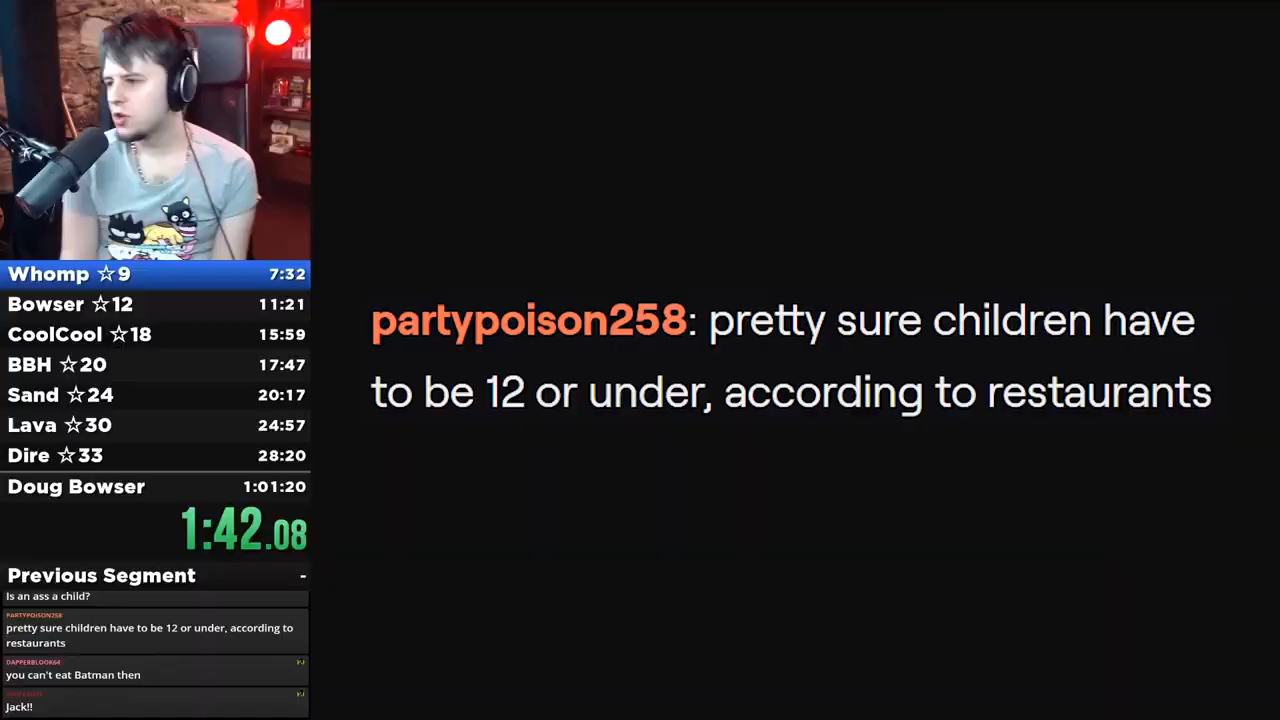 Whomp ☆9 7:32
Bowser ☆12 11:21
CoolCool ☆18 15:59
BBH ☆20 17:47
Sand ☆24 20:17
Lava ☆30 24:57
Dire ☆33 28:20
Doug Bowser 1:01:20
1:42.08
Previous Segment -
Is an ass a child?
PARTYPOISON258
pretty sure children have to be 12 or under, according to
restaurants
DAPPERBLOOK64
you can't eat Batman then
Jack!!
partypoison258: pretty sure children have
to be 12 or under, according to restaurants